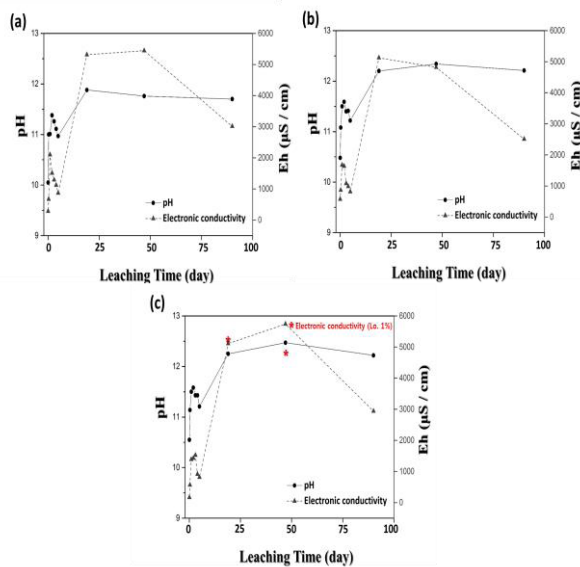 (a)
13
12
11
10
9
pH
6000
5000
4000
3000
2000
1000
0
Eh (µS / cm)
pH
Electronic conductivity
0 25 50 75 100
Leaching Time (day)
(b)
13
12
11
10
9
pH
6000
5000
4000
3000
2000
1000
0
Eh (µS / cm)
pH
Electronic conductivity
0 25 50 75 100
Leaching Time (day)
(c)
13
12
11
10
9
pH
6000
5000
4000
3000
2000
1000
0
Eh (µS / cm)
* Electronic conductivity (Lo. 1%)
pH
Electronic conductivity
0 25 50 75 100
Leaching Time (day)